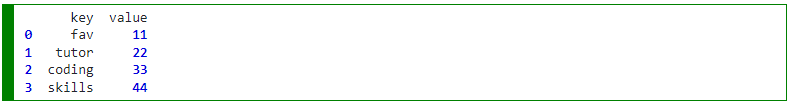 key value
0 fav 11
1 tutor 22
2 coding 33
3 skills 44